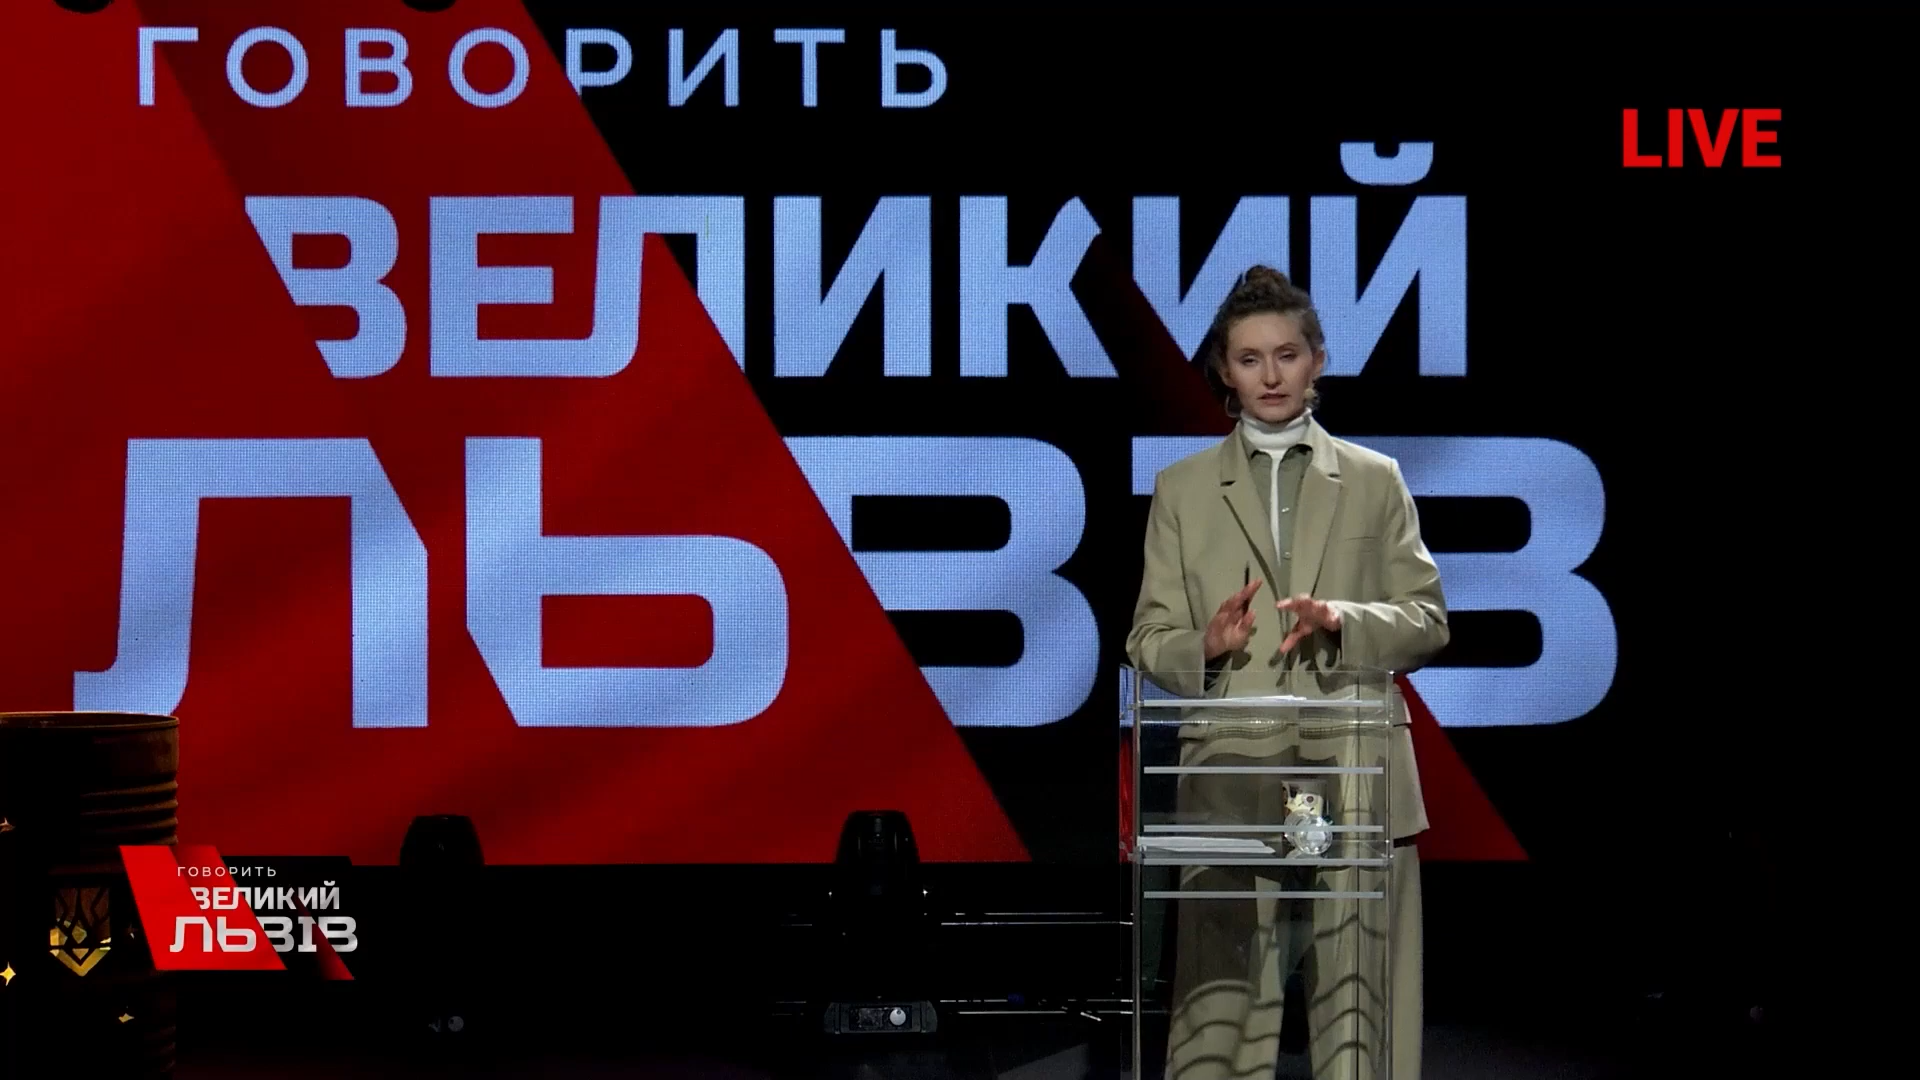 ГОВОРИТЬ
LIVE
ВЕЛИКИЙ
ЛЬВІВ
ГОВОРИТЬ
ВЕЛИКИЙ
ЛЬВІВ